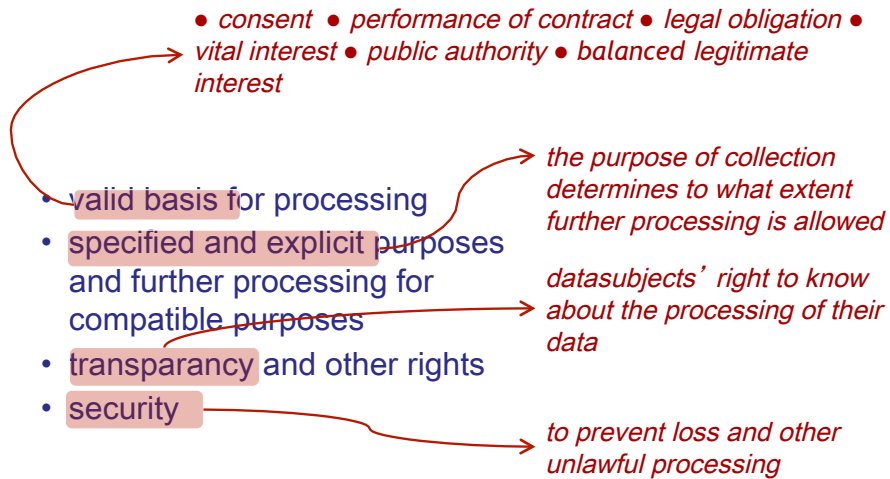 ● consent ● performance of contract ● legal obligation ●
vital interest ● public authority ● balanced legitimate
interest
• valid basis for processing
• specified and explicit purposes
and further processing for
compatible purposes
• transparancy and other rights
• security
the purpose of collection
determines to what extent
further processing is allowed
datasubjects’ right to know
about the processing of their
data
to prevent loss and other
unlawful processing